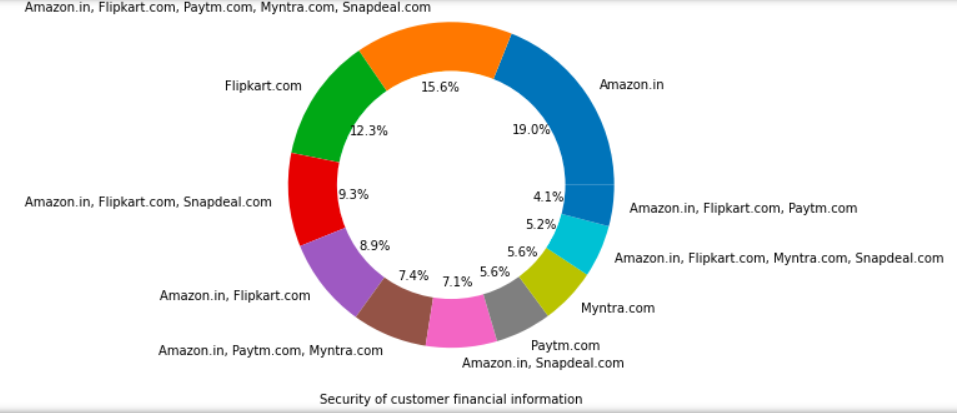 Amazon.in, Flipkart.com, Paytm.com, Myntra.com, Snapdeal.com
Flipkart.com
15.6%
Amazon.in
12.3%
19.0%
Amazon.in, Flipkart.com, Snapdeal.com
9.3%
4.1%
Amazon.in, Flipkart.com, Paytm.com
5.2%
8.9%
5.6%
Amazon.in, Flipkart.com, Myntra.com, Snapdeal.com
7.4%
7.1%
5.6%
Amazon.in, Flipkart.com
Myntra.com
Amazon.in, Paytm.com, Myntra.com
Paytm.com
Amazon.in, Snapdeal.com
Security of customer financial information